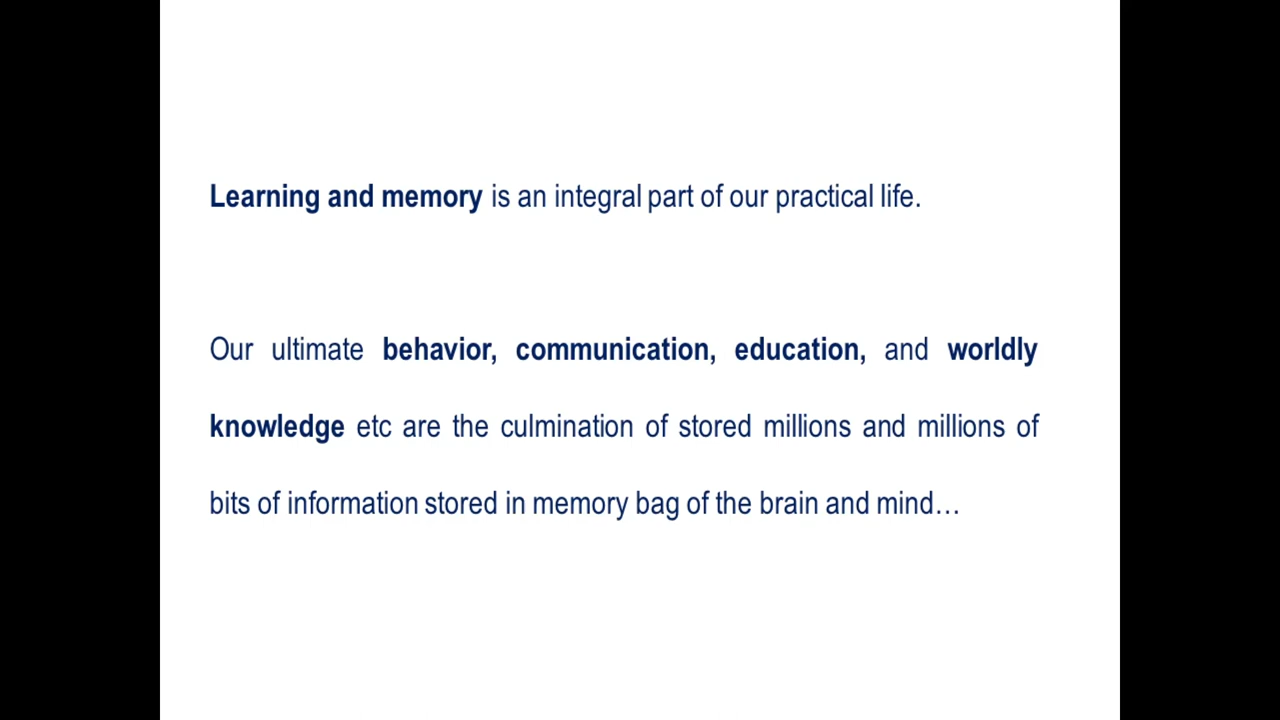 Learning and memory is an integral part of our practical life.
Our ultimate behavior, communication, education, and worldly
knowledge etc are the culmination of stored millions and millions of
bits of information stored in memory bag of the brain and mind…